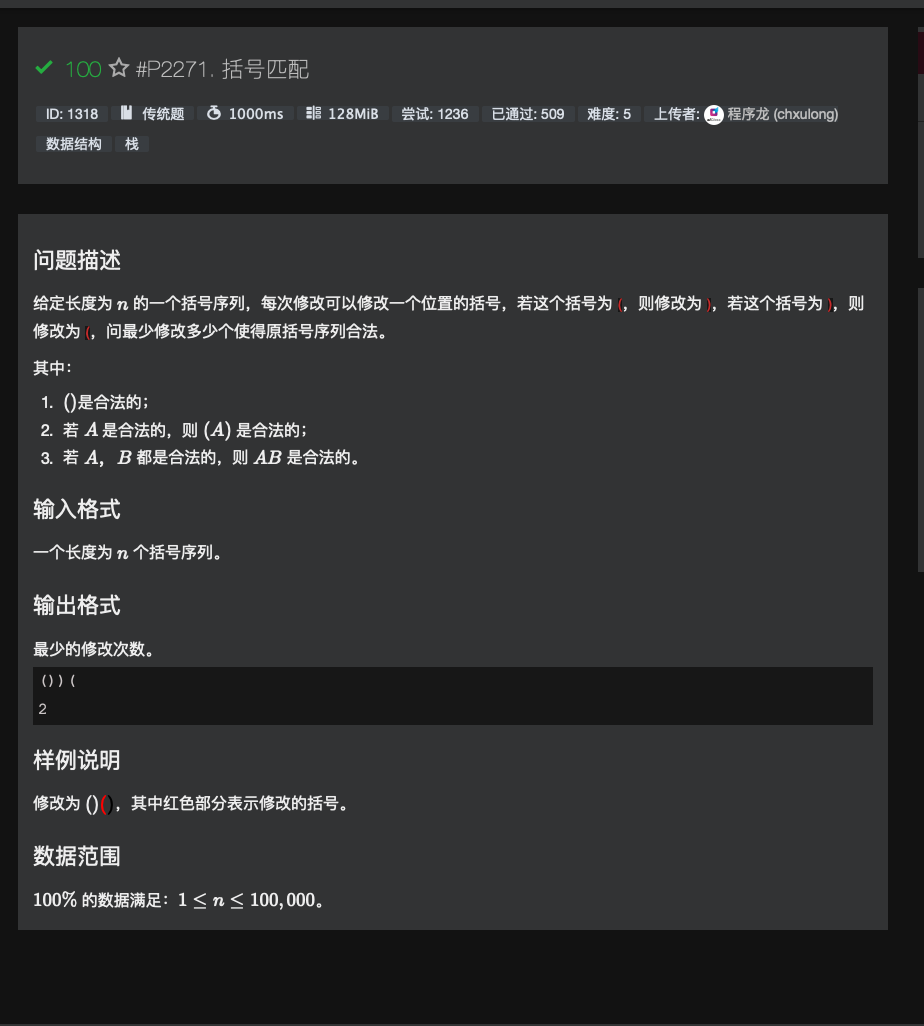 100 #P2271. 括号匹配
ID: 1318 传统题 1000ms 128MiB 尝试: 1236 已通过: 509 难度: 5 上传者: 程序龙 (chxulong)
数据结构 栈
问题描述
给定长度为 n 的一个括号序列，每次修改可以修改一个位置的括号，若这个括号为 (，则修改为 )，若这个括号为 )，则
修改为 (，问最少修改多少个使得原括号序列合法。
其中：
1. ()是合法的；
2. 若 A 是合法的，则 (A) 是合法的；
3. 若 A，B 都是合法的，则 AB 是合法的。
输入格式
一个长度为 n 个括号序列。
输出格式
最少的修改次数。
())(
2
样例说明
修改为 ()()，其中红色部分表示修改的括号。
数据范围
100% 的数据满足：1 ≤ n ≤ 100,000。